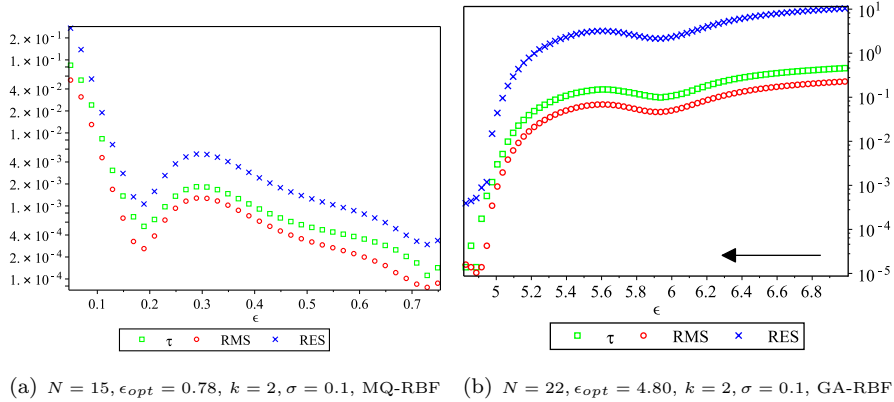 2. × 10⁻¹
1. × 10⁻¹
4. × 10⁻²
2. × 10⁻²
1. × 10⁻²
4. × 10⁻³
2. × 10⁻³
1. × 10⁻³
4. × 10⁻⁴
2. × 10⁻⁴
1. × 10⁻⁴
0.1 0.2 0.3 0.4 0.5 0.6 0.7
ϵ
τ RMS RES
10¹
10⁰
10⁻¹
10⁻²
10⁻³
10⁻⁴
10⁻⁵
5 5.2 5.4 5.6 5.8 6 6.2 6.4 6.6 6.8
ϵ
τ RMS RES
(a) N = 15, ϵopt = 0.78, k = 2, σ = 0.1, MQ-RBF
(b) N = 22, ϵopt = 4.80, k = 2, σ = 0.1, GA-RBF